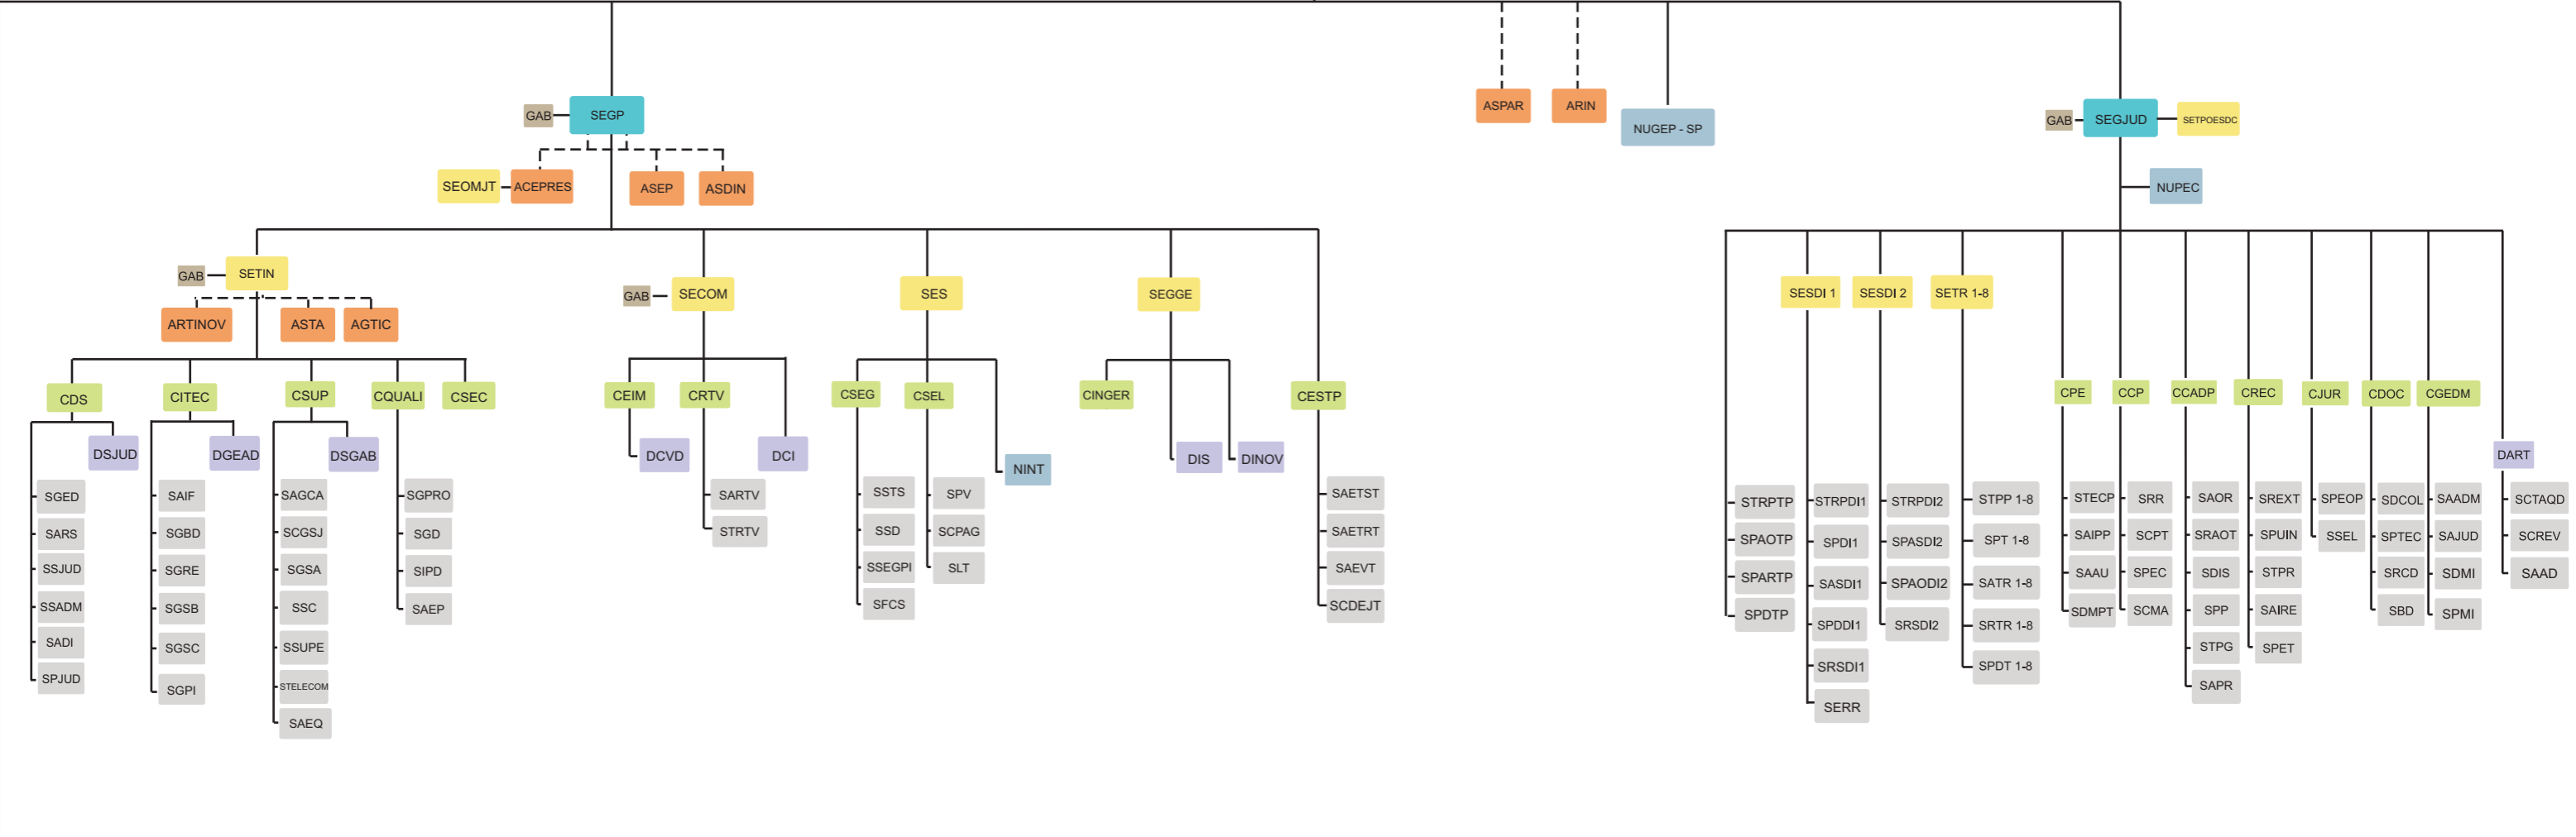 ASPAR
ARIN
NUGEP - SP
GAB
SEGP
GAB
SEGJUD
SETPOESDC
SEOMJT
ACEPRES
ASEP
ASDIN
NUPEC
GAB
SETIN
ARTINOV
ASTA
AGTIC
GAB
SECOM
SES
SEGGE
SESDI 1
SESDI 2
SETR 1-8
CDS
CITEC
CSUP
CQUALI
CSEC
CEIM
CRTV
CSEG
CSEL
CINGER
CESTP
CPE
CCP
CCADP
CREC
CJUR
CDOC
CGEDM
DSJUD
DGEAD
DSGAB
DCVD
DCI
NINT
DIS
DINOV
DART
SGED
SARS
SSJUD
SSADM
SADI
SPJUD
SAIF
SGBD
SGRE
SGSB
SGSC
SGPI
SAGCA
SCGSJ
SGSA
SSC
SSUPE
STELECOM
SAEQ
SGPRO
SGD
SIPD
SAEP
SARTV
STRTV
SSTS
SSD
SSEGPI
SFCS
SPV
SCPAG
SLT
SAETST
SAETRT
SAEVT
SCDEJT
STRPTP
SPAOTP
SPARTP
SPDTP
STRPDI1
SPDI1
SASDI1
SPDDI1
SRSDI1
SERR
STRPDI2
SPASDI2
SPAODI2
SRSDI2
STPP 1-8
SPT 1-8
SATR 1-8
SRTR 1-8
SPDT 1-8
STECP
SAIPP
SAAU
SDMPT
SRR
SCPT
SPEC
SCMA
SAOR
SRAOT
SDIS
SPP
STPG
SAPR
SREXT
SPUIN
STPR
SAIRE
SPET
SPEOP
SSEL
SDCOL
SPTEC
SRCD
SBD
SAADM
SAJUD
SDMI
SPMI
SCTAQD
SCREV
SAAD